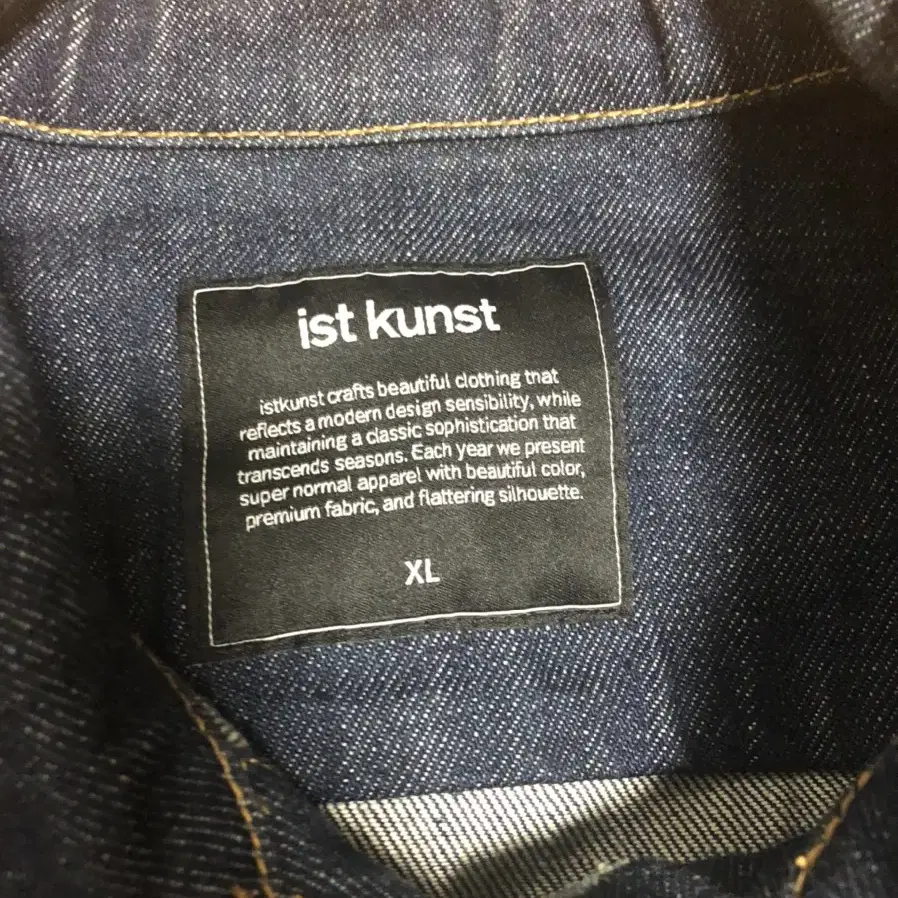 ist kunst
istkunst crafts beautiful clothing that
reflects a modern design sensibility, while
maintaining a classic sophistication that
transcends seasons. Each year we present
super normal apparel with beautiful color,
premium fabric, and flattering silhouette.
XL